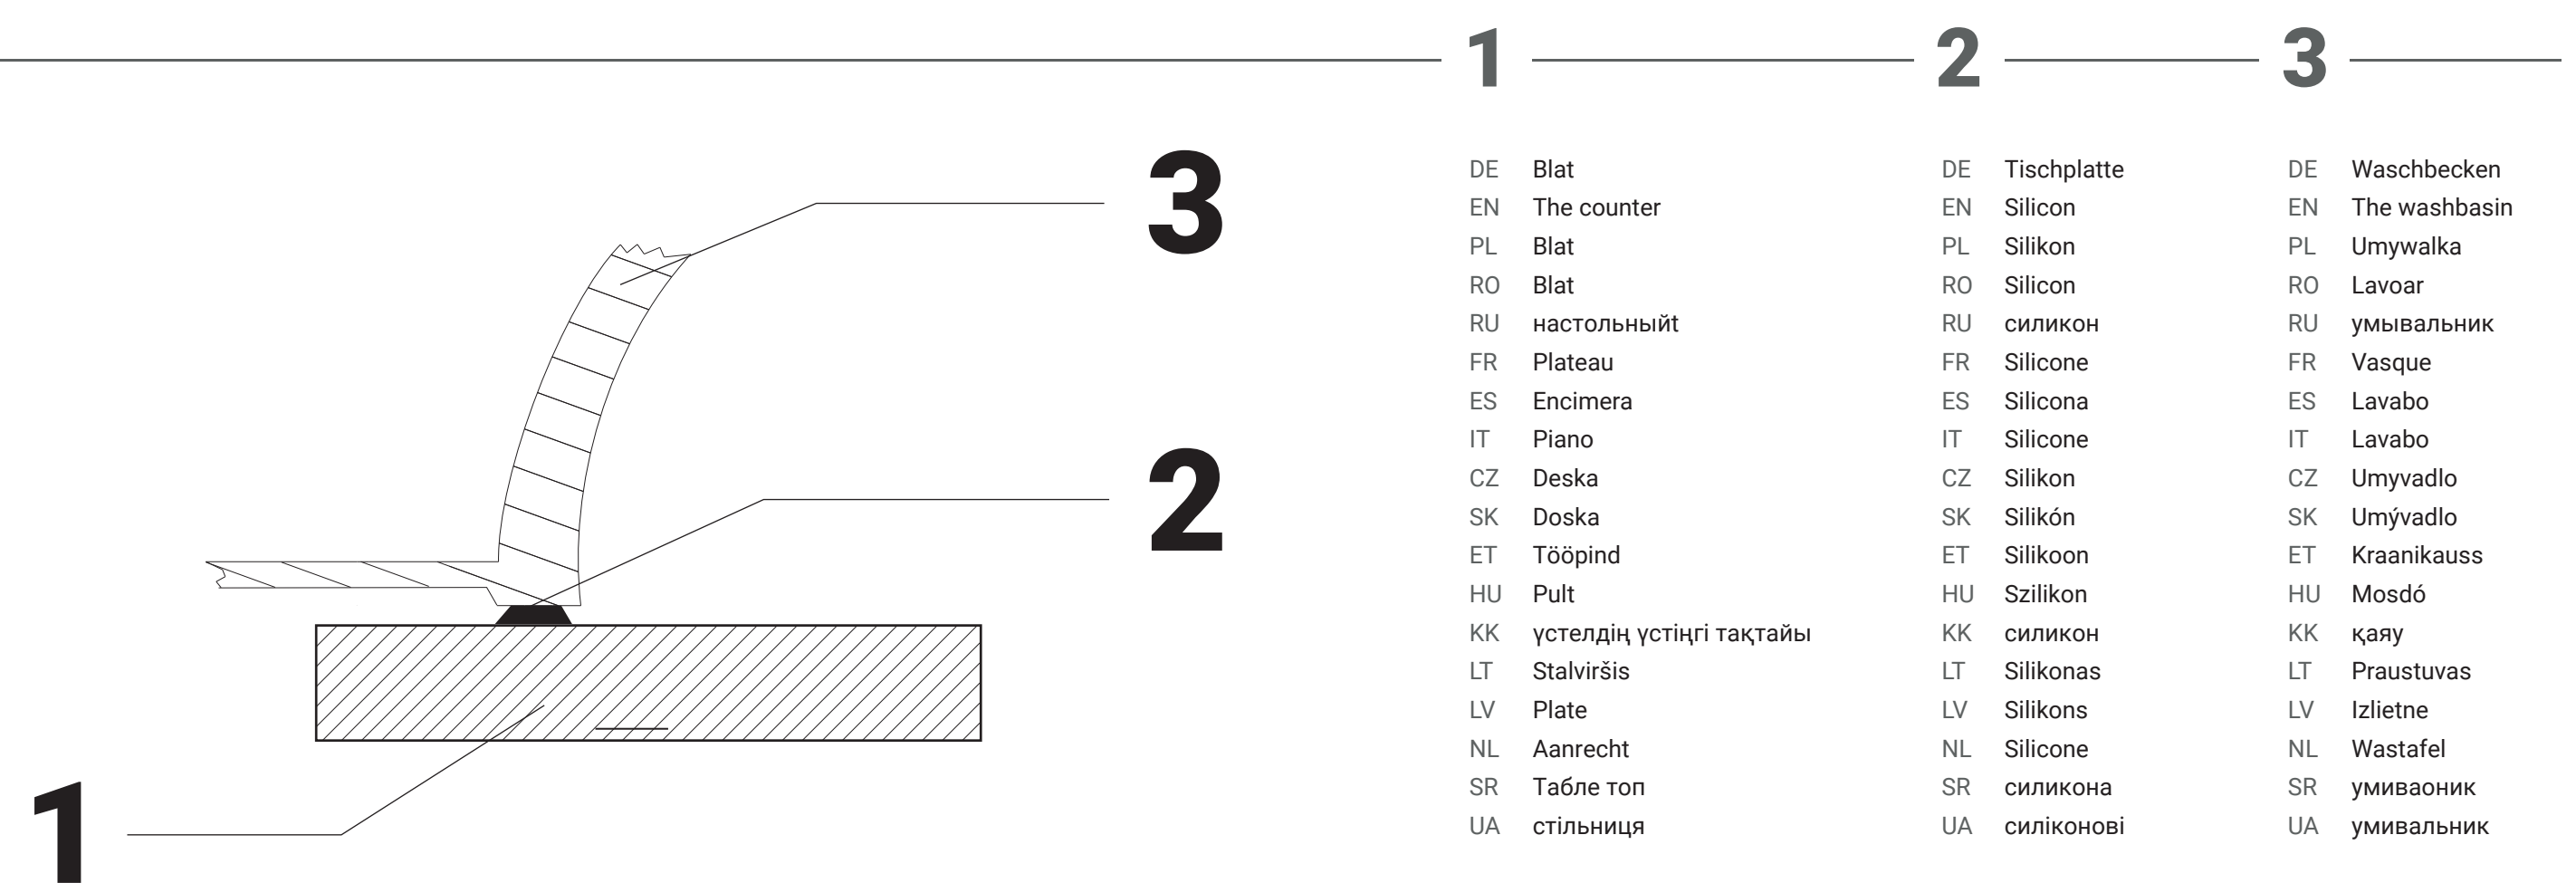 1 2 3
3
2
1
DE Blat
EN The counter
PL Blat
RO Blat
RU настольныйt
FR Plateau
ES Encimera
IT Piano
CZ Deska
SK Doska
ET Tööpind
HU Pult
KK үстелдің үстіңгі тақтайы
LT Stalviršis
LV Plate
NL Aanrecht
SR Табле топ
UA стільниця
DE Tischplatte
EN Silicon
PL Silikon
RO Silicon
RU силикон
FR Silicone
ES Silicona
IT Silicone
CZ Silikon
SK Silikón
ET Silikoon
HU Szilikon
KK силикон
LT Silikonas
LV Silikons
NL Silicone
SR силикона
UA силіконові
DE Waschbecken
EN The washbasin
PL Umywalka
RO Lavoar
RU умывальник
FR Vasque
ES Lavabo
IT Lavabo
CZ Umyvadlo
SK Umývadlo
ET Kraanikauss
HU Mosdó
KK қаяу
LT Praustuvas
LV Izlietne
NL Wastafel
SR умиваоник
UA умивальник